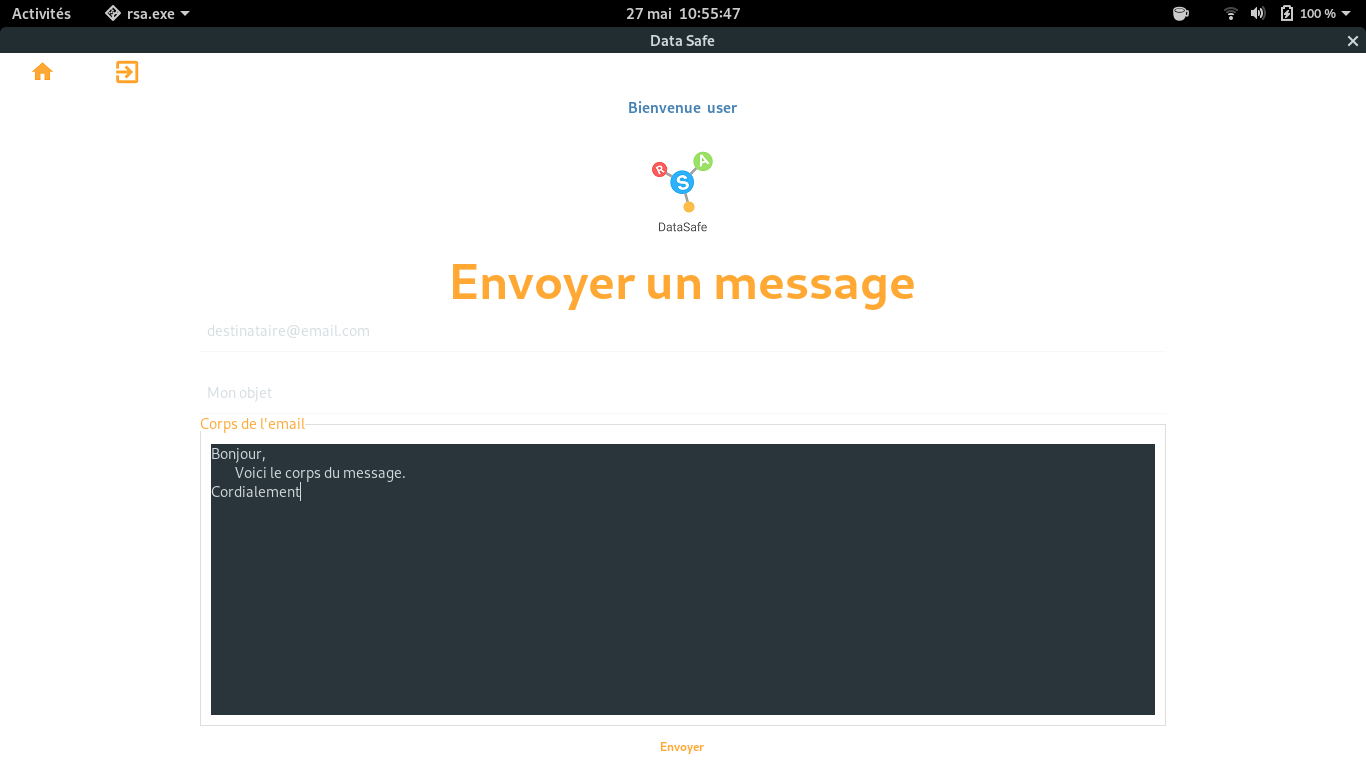 Activités rsa.exe 27 mai 10:55:47 100 %
Data Safe
Bienvenue user
R S A
DataSafe
Envoyer un message
destinataire@email.com
Mon objet
Corps de l'email
Bonjour,
Voici le corps du message.
Cordialement
Envoyer